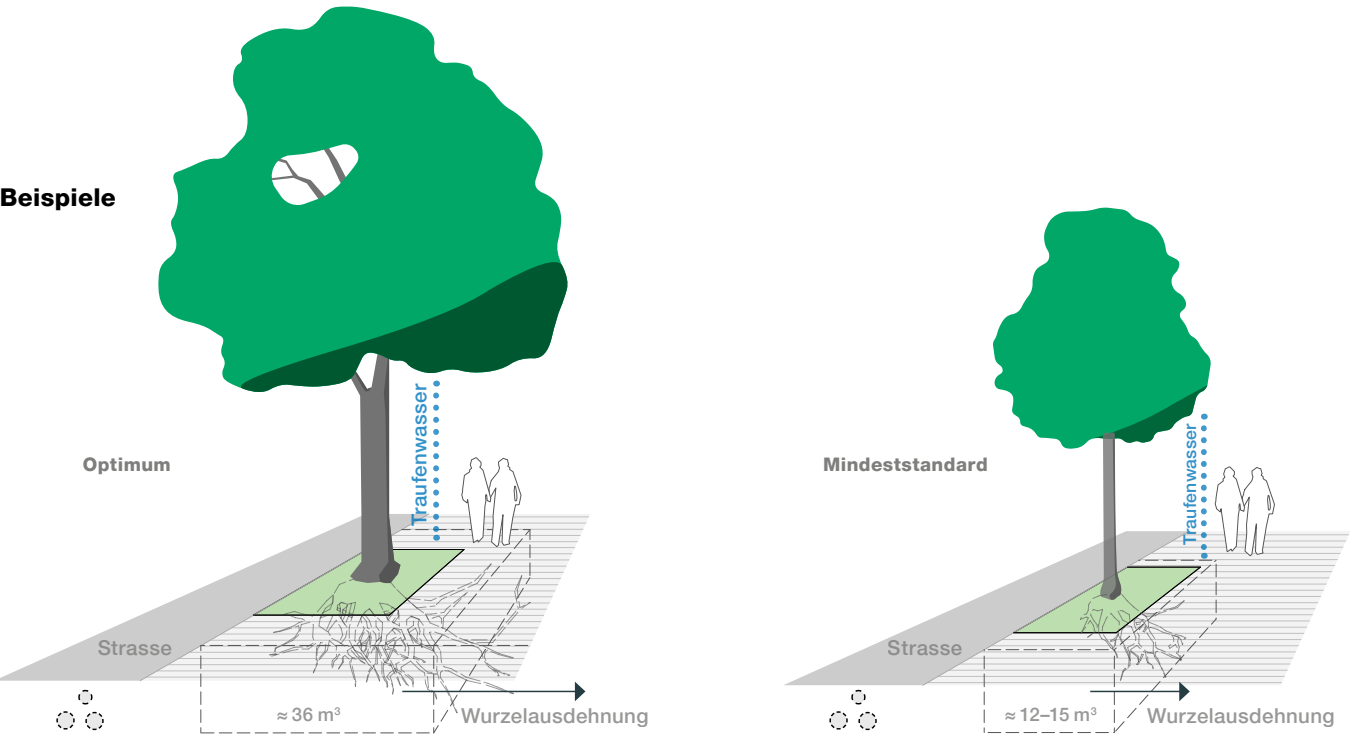 Beispiele
Optimum
Traufenwasser
Strasse
≈ 36 m³
Wurzelausdehnung
Mindeststandard
Traufenwasser
Strasse
≈ 12–15 m³
Wurzelausdehnung